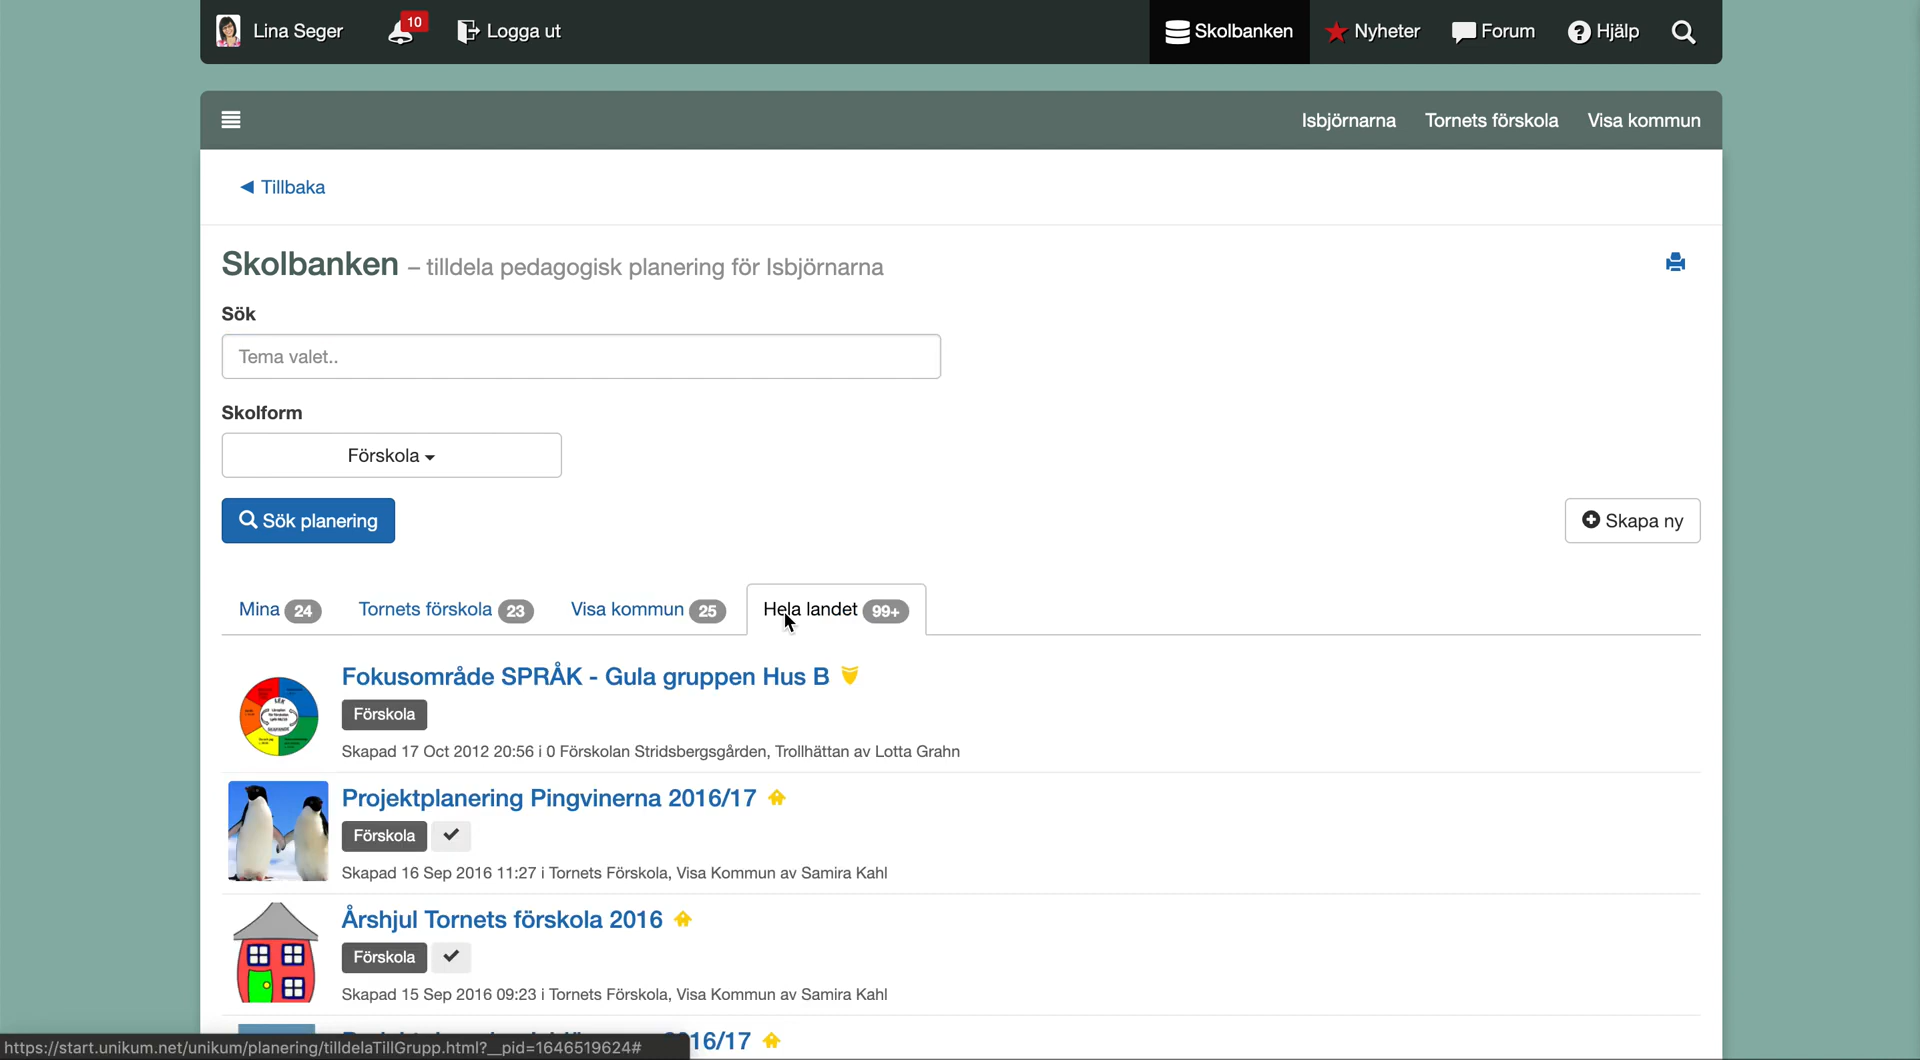 Lina Seger 10 Logga ut Skolbanken Nyheter Forum Hjälp
Isbjörnarna Tornets förskola Visa kommun
Tillbaka
Skolbanken – tilldela pedagogisk planering för Isbjörnarna
Sök
Tema valet..
Skolform
Förskola
Sök planering
Skapa ny
Mina 24 Tornets förskola 23 Visa kommun 25 Hela landet 99+
Fokusområde SPRÅK - Gula gruppen Hus B
Förskola
Skapad 17 Oct 2012 20:56 i 0 Förskolan Stridsbergsgården, Trollhättan av Lotta Grahn
Projektplanering Pingvinerna 2016/17
Förskola
Skapad 16 Sep 2016 11:27 i Tornets Förskola, Visa Kommun av Samira Kahl
Årshjul Tornets förskola 2016
Förskola
Skapad 15 Sep 2016 09:23 i Tornets Förskola, Visa Kommun av Samira Kahl
16/17
https://start.unikum.net/unikum/planering/tilldelaTillGrupp.html?__pid=1646519624#